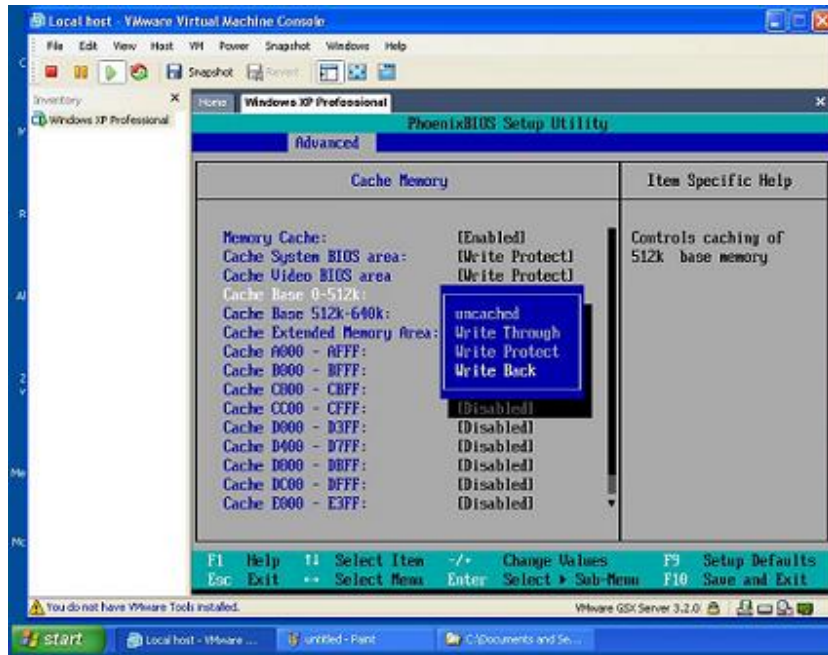 Local host - VMware Virtual Machine Console
File Edit View Host VM Power Snapshot Windows Help
Snapshot Revert
Inventory
Windows XP Professional
Home Windows XP Professional
PhoenixBIOS Setup Utility
Advanced
Cache Memory
Item Specific Help
Memory Cache: [Enabled]
Cache System BIOS area: [Write Protect]
Cache Video BIOS area [Write Protect]
Cache Base 0-512k:
Cache Base 512k-640k:
Cache Extended Memory Area:
Cache A000 - AFFF:
Cache B000 - BFFF:
Cache C800 - CBFF:
Cache CC00 - CFFF: [Disabled]
Cache D000 - D3FF: [Disabled]
Cache D400 - D7FF: [Disabled]
Cache D800 - DBFF: [Disabled]
Cache DC00 - DFFF: [Disabled]
Cache E000 - E3FF: [Disabled]
uncached
Write Through
Write Protect
Write Back
Controls caching of
512k base memory
F1 Help ↑↓ Select Item -/+ Change Values F9 Setup Defaults
Esc Exit ↔ Select Menu Enter Select ▶ Sub-Menu F10 Save and Exit
You do not have VMware Tools installed.
VMware GSX Server 3.2.0
start
Local host - VMware ...
untitled - Paint
C:\Documents and Se...